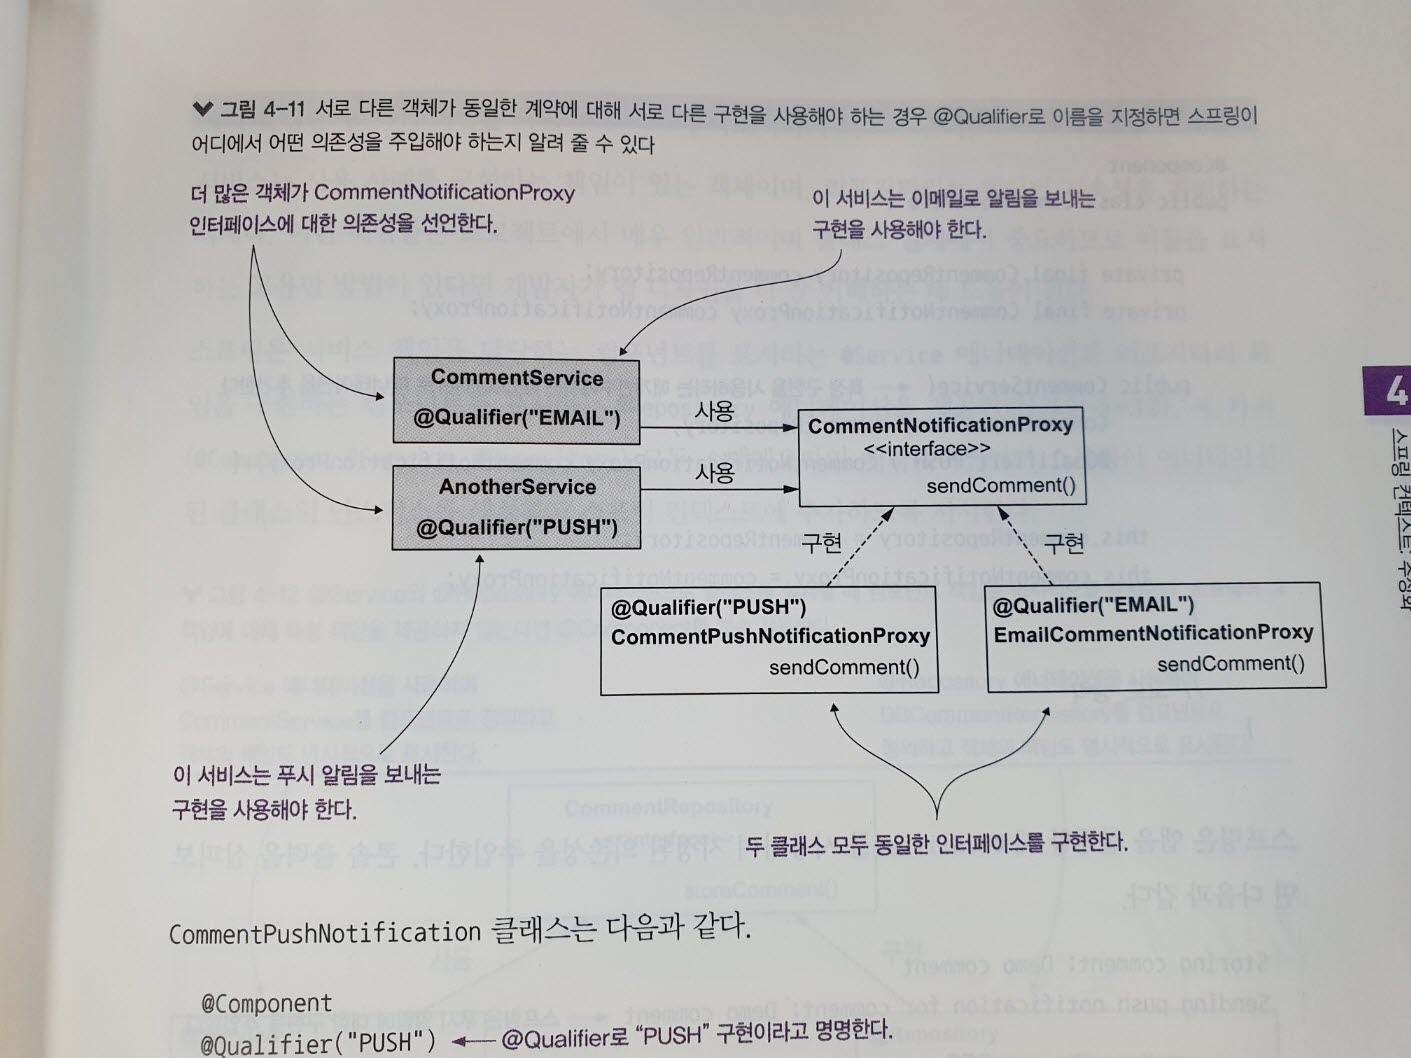 그림 4-11 서로 다른 객체가 동일한 계약에 대해 서로 다른 구현을 사용해야 하는 경우 @Qualifier로 이름을 지정하면 스프링이
어디에서 어떤 의존성을 주입해야 하는지 알려 줄 수 있다
더 많은 객체가 CommentNotificationProxy
인터페이스에 대한 의존성을 선언한다.
이 서비스는 이메일로 알림을 보내는
구현을 사용해야 한다.
CommentService
@Qualifier("EMAIL")
사용
AnotherService
@Qualifier("PUSH")
사용
CommentNotificationProxy
<<interface>>
sendComment()
구현
구현
@Qualifier("PUSH")
CommentPushNotificationProxy
sendComment()
@Qualifier("EMAIL")
EmailCommentNotificationProxy
sendComment()
이 서비스는 푸시 알림을 보내는
구현을 사용해야 한다.
두 클래스 모두 동일한 인터페이스를 구현한다.
4
스프링 컨텍스트: 추상화
CommentPushNotification 클래스는 다음과 같다.
@Component
@Qualifier("PUSH") ← @Qualifier로 “PUSH” 구현이라고 명명한다.